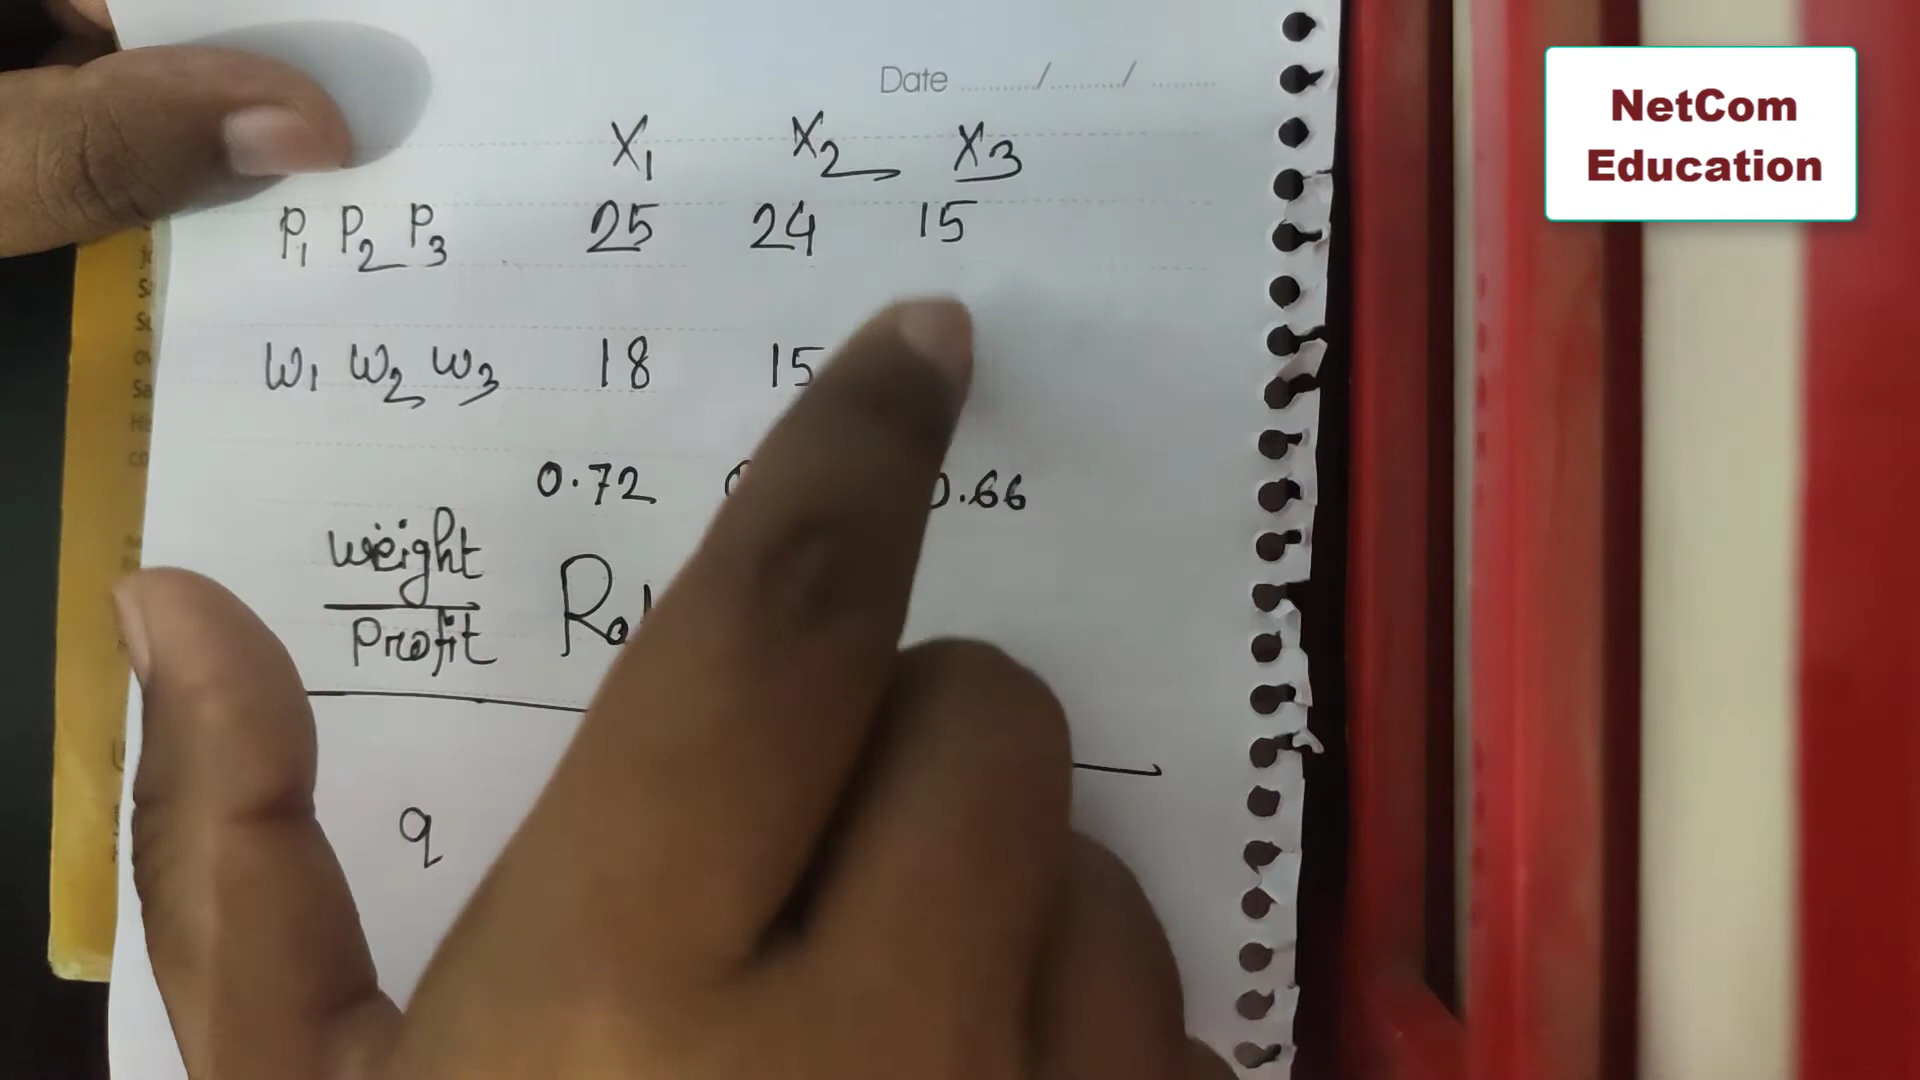 NetCom
Education
Date ........../........../ ..........
X1 X2 X3
P1 P2 P3 25 24 15
W1 W2 W3 18 15
0.72 0.66
Weight
Profit
9